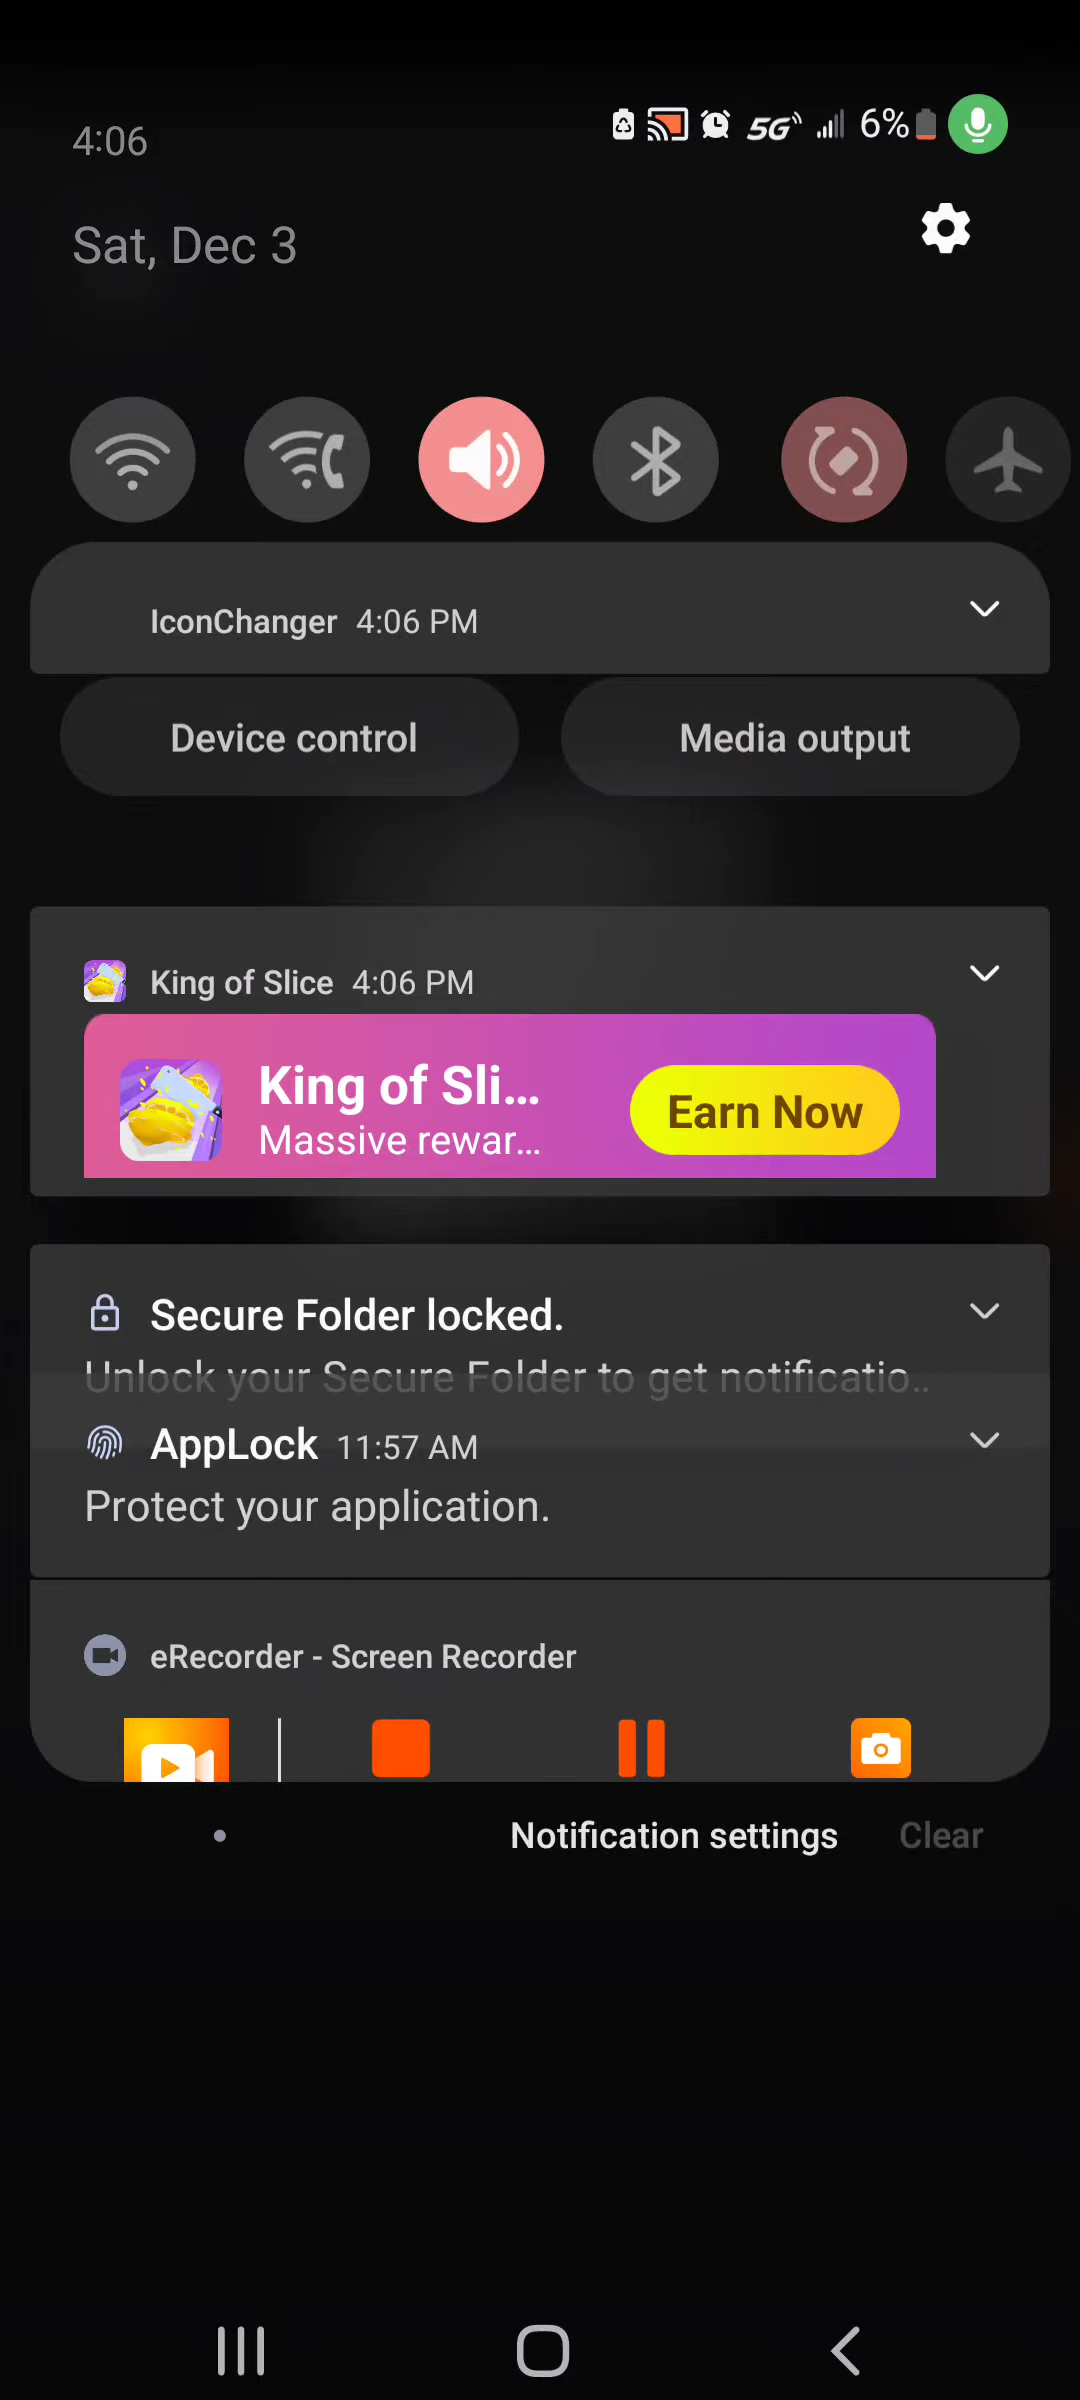 4:06
5G 6%
Sat, Dec 3
IconChanger 4:06 PM
Device control
Media output
King of Slice 4:06 PM
King of Sli...
Massive rewar...
Earn Now
Secure Folder locked.
Unlock your Secure Folder to get notificatio..
AppLock 11:57 AM
Protect your application.
eRecorder - Screen Recorder
Notification settings
Clear